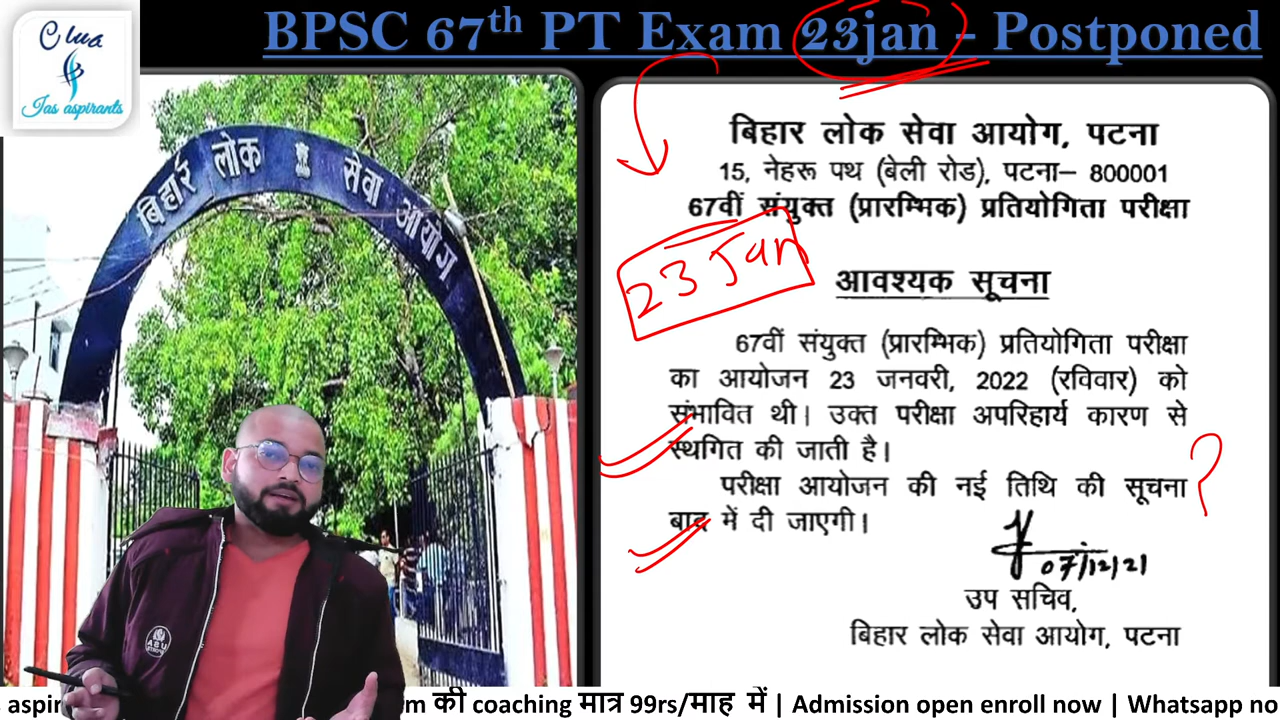 BPSC 67th PT Exam 23jan - Postponed
Clua
Ias aspirants
बिहार लोक सेवा आयोग
बिहार लोक सेवा आयोग, पटना
15, नेहरू पथ (बेली रोड), पटना– 800001
67वीं संयुक्त (प्रारम्भिक) प्रतियोगिता परीक्षा
23 Jan
आवश्यक सूचना
67वीं संयुक्त (प्रारम्भिक) प्रतियोगिता परीक्षा
का आयोजन 23 जनवरी, 2022 (रविवार) को
संभावित थी। उक्त परीक्षा अपरिहार्य कारण से
स्थगित की जाती है।
परीक्षा आयोजन की नई तिथि की सूचना ?
बाद में दी जाएगी।
07/12/21
उप सचिव,
बिहार लोक सेवा आयोग, पटना
की coaching मात्र 99rs/माह में | Admission open enroll now | Whatsapp no